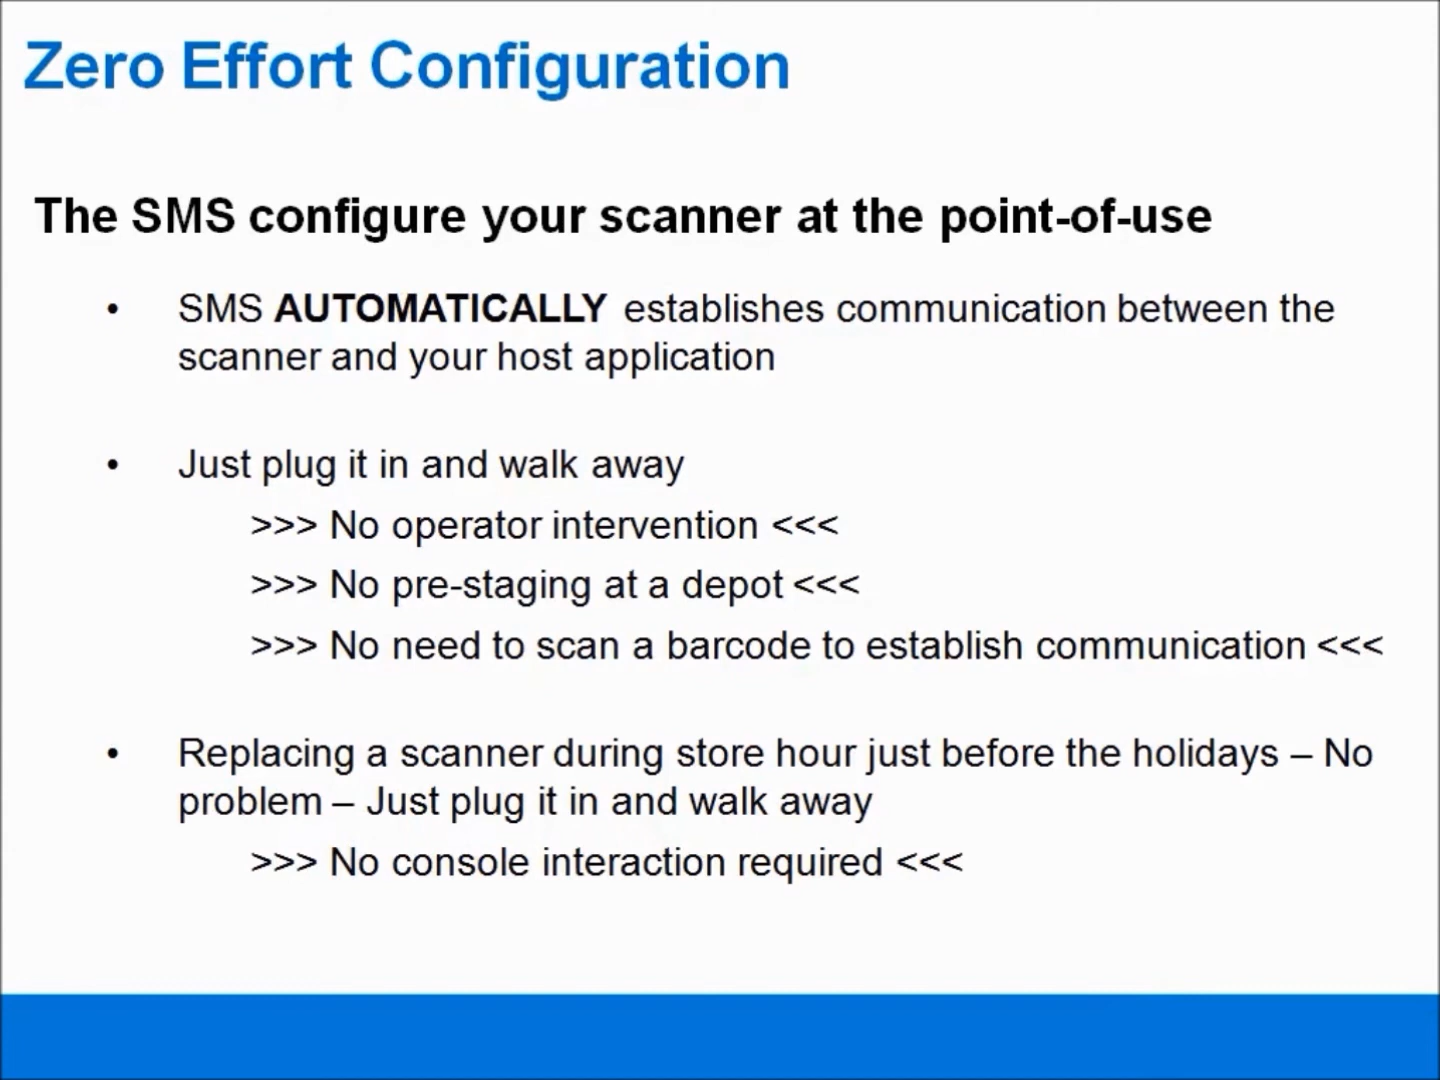 Zero Effort Configuration
The SMS configure your scanner at the point-of-use
• SMS AUTOMATICALLY establishes communication between the
scanner and your host application
• Just plug it in and walk away
>>> No operator intervention <<<
>>> No pre-staging at a depot <<<
>>> No need to scan a barcode to establish communication <<<
• Replacing a scanner during store hour just before the holidays – No
problem – Just plug it in and walk away
>>> No console interaction required <<<